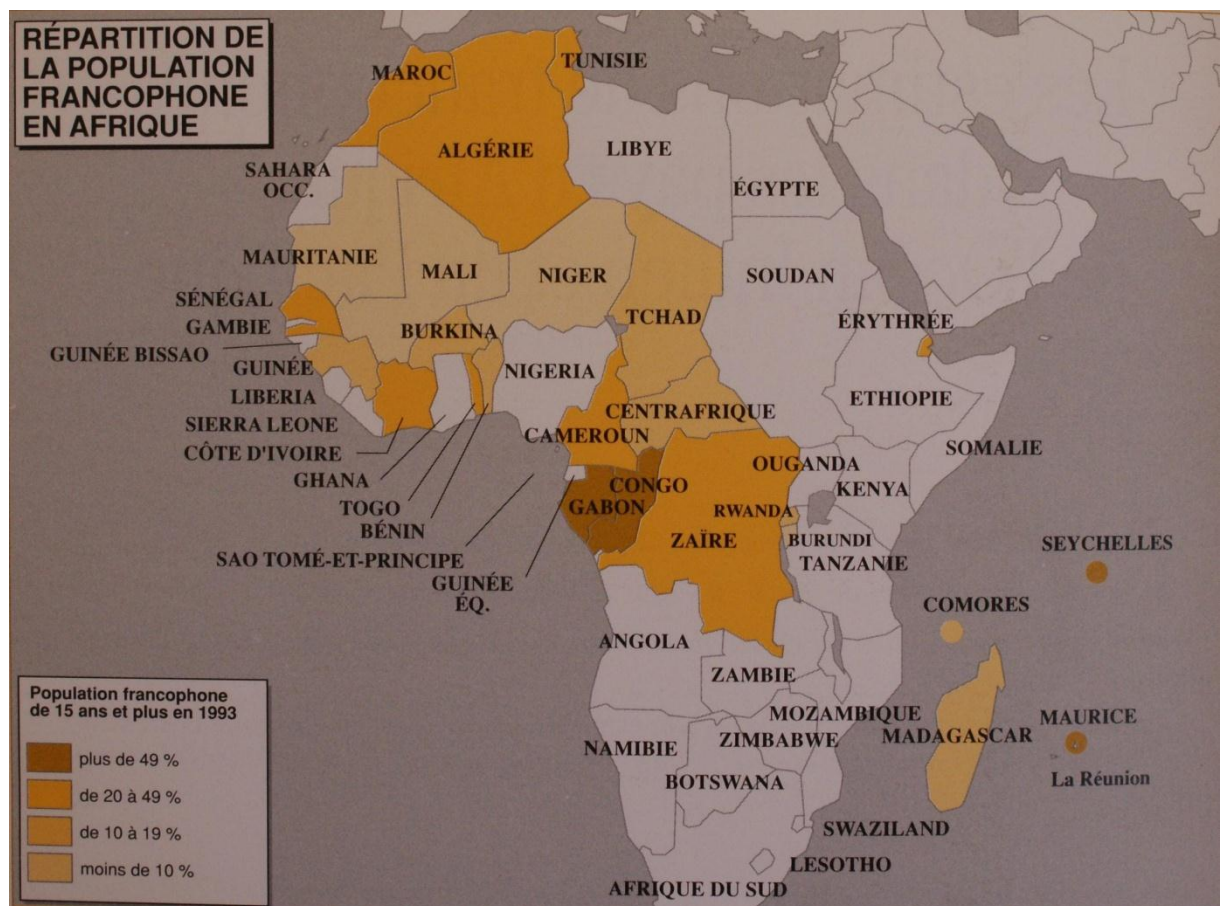 RÉPARTITION DE
LA POPULATION
FRANCOPHONE
EN AFRIQUE
MAROC
TUNISIE
ALGÉRIE
LIBYE
ÉGYPTE
SAHARA
OCC.
MAURITANIE
MALI
NIGER
TCHAD
SOUDAN
SÉNÉGAL
GAMBIE
GUINÉE BISSAO
BURKINA
ÉRYTHRÉE
GUINÉE
NIGERIA
LIBERIA
ETHIOPIE
SIERRA LEONE
CENTRAFRIQUE
CÔTE D'IVOIRE
CAMEROUN
SOMALIE
GHANA
OUGANDA
CONGO
KENYA
TOGO
GABON
RWANDA
BÉNIN
ZAÏRE
BURUNDI
SAO TOMÉ-ET-PRINCIPE
TANZANIE
SEYCHELLES
GUINÉE
ÉQ.
COMORES
ANGOLA
ZAMBIE
MOZAMBIQUE
MAURICE
NAMIBIE
ZIMBABWE
MADAGASCAR
BOTSWANA
La Réunion
SWAZILAND
LESOTHO
AFRIQUE DU SUD
Population francophone
de 15 ans et plus en 1993
plus de 49 %
de 20 à 49 %
de 10 à 19 %
moins de 10 %